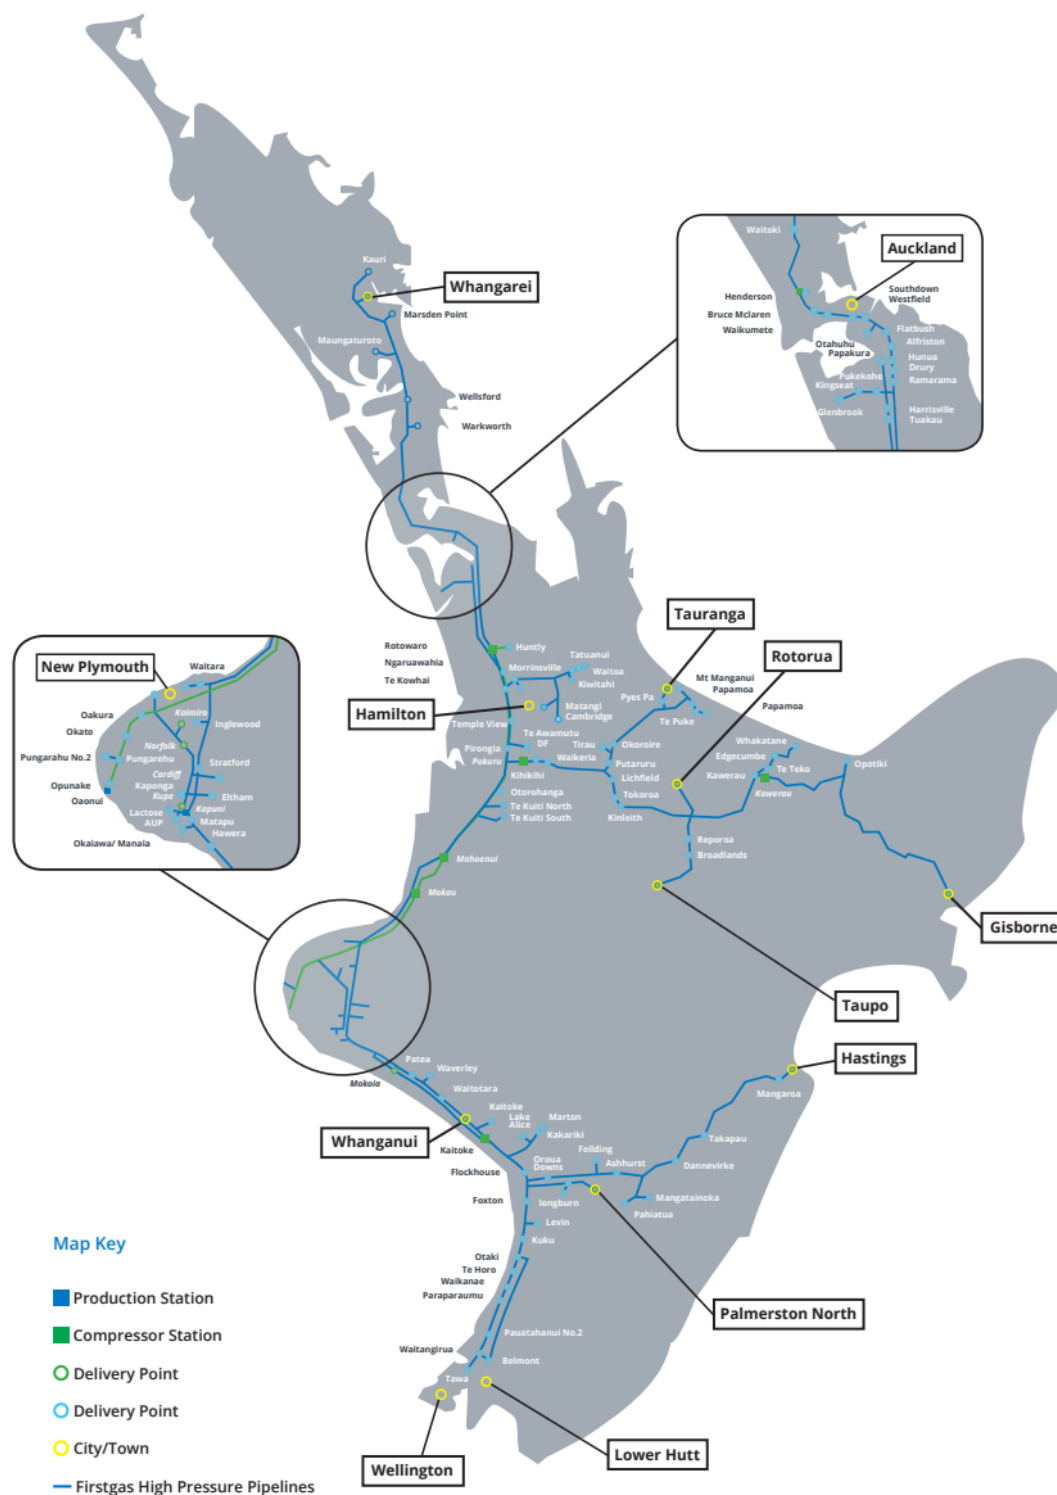 Kauri
Whangarei
Marsden Point
Maungaturoto
Wellsford
Warkworth
Waitoki
Auckland
Henderson
Southdown
Westfield
Bruce Mclaren
Waikumete
Flatbush
Otahuhu
Alfriston
Papakura
Hunua
Drury
Pukekohe
Ramarama
Kingseat
Glenbrook
Harrisville
Tuakau
Tauranga
Rotorua
Rotowaro
Huntly
Ngaruawahia
Morrinsville
Tatuanui
Waitoa
Te Kowhai
Kiwitahi
Hamilton
Matangi
Cambridge
Pyes Pa
Mt Manganui
Papamoa
Papamoa
Te Puke
Temple View
Te Awamutu
DF
Pirongia
Pokuru
Waikeria
Kihikihi
Tirau
Okoroire
Putaruru
Lichfield
Tokoroa
Kinleith
Whakatane
Edgecumbe
Te Teko
Kawerau
Kawerau
Opotiki
Otorohanga
Te Kuiti North
Te Kuiti South
Reporoa
Broadlands
Mahoenui
Mokau
Gisborne
Taupo
Hastings
New Plymouth
Waitara
Oakura
Kaimiro
Okato
Inglewood
Norfolk
Pungarahu No.2
Pungarehu
Stratford
Cardiff
Opunake
Kaponga
Oaonui
Kupe
Eltham
Lactose
Kapuni
AUP
Matapu
Hawera
Okaiawa/ Manaia
Mokoia
Patea
Waverley
Waitotara
Whanganui
Kaitoke
Lake
Alice
Marton
Kakariki
Kaitoke
Flockhouse
Oroua
Downs
Feilding
Ashhurst
Mangaroa
Takapau
Dannevirke
Mangatainoka
Pahiatua
Foxton
longburn
Levin
Kuku
Otaki
Te Horo
Waikanae
Paraparaumu
Palmerston North
Pauatahanui No.2
Waitangirua
Belmont
Tawa
Wellington
Lower Hutt
Map Key
Production Station
Compressor Station
Delivery Point
Delivery Point
City/Town
Firstgas High Pressure Pipelines